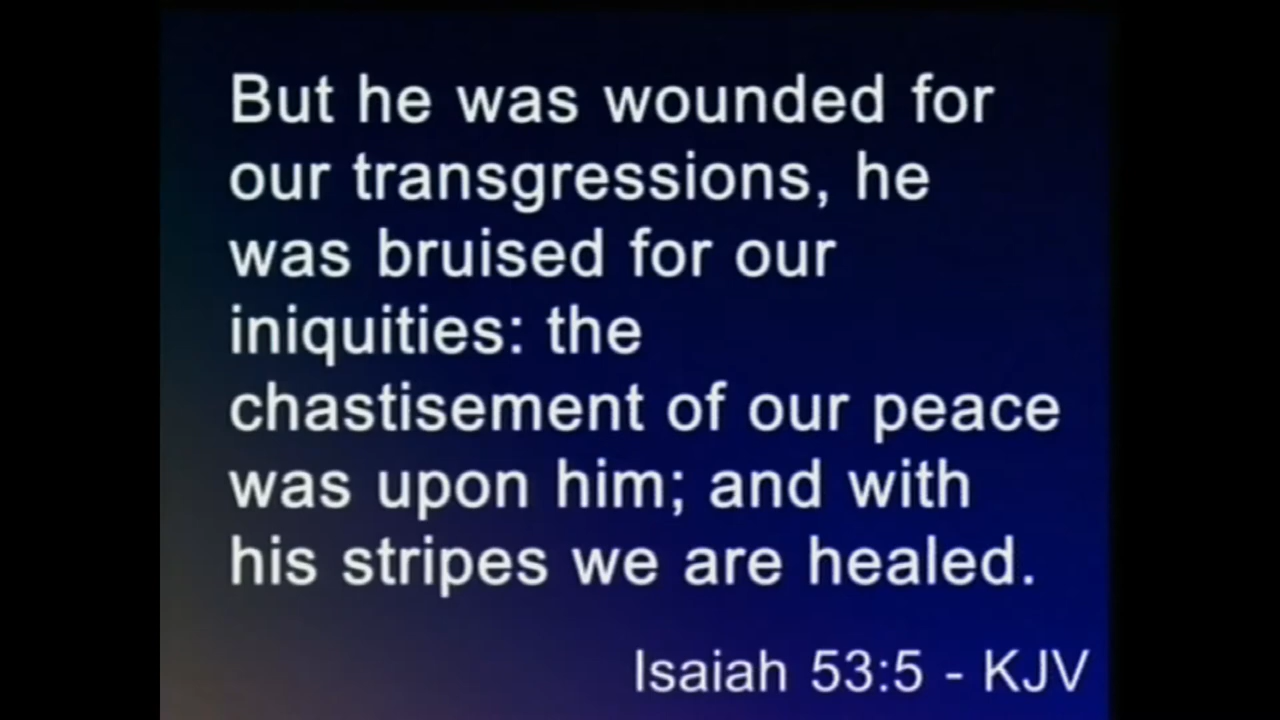 But he was wounded for
our transgressions, he
was bruised for our
iniquities: the
chastisement of our peace
was upon him; and with
his stripes we are healed.
Isaiah 53:5 - KJV